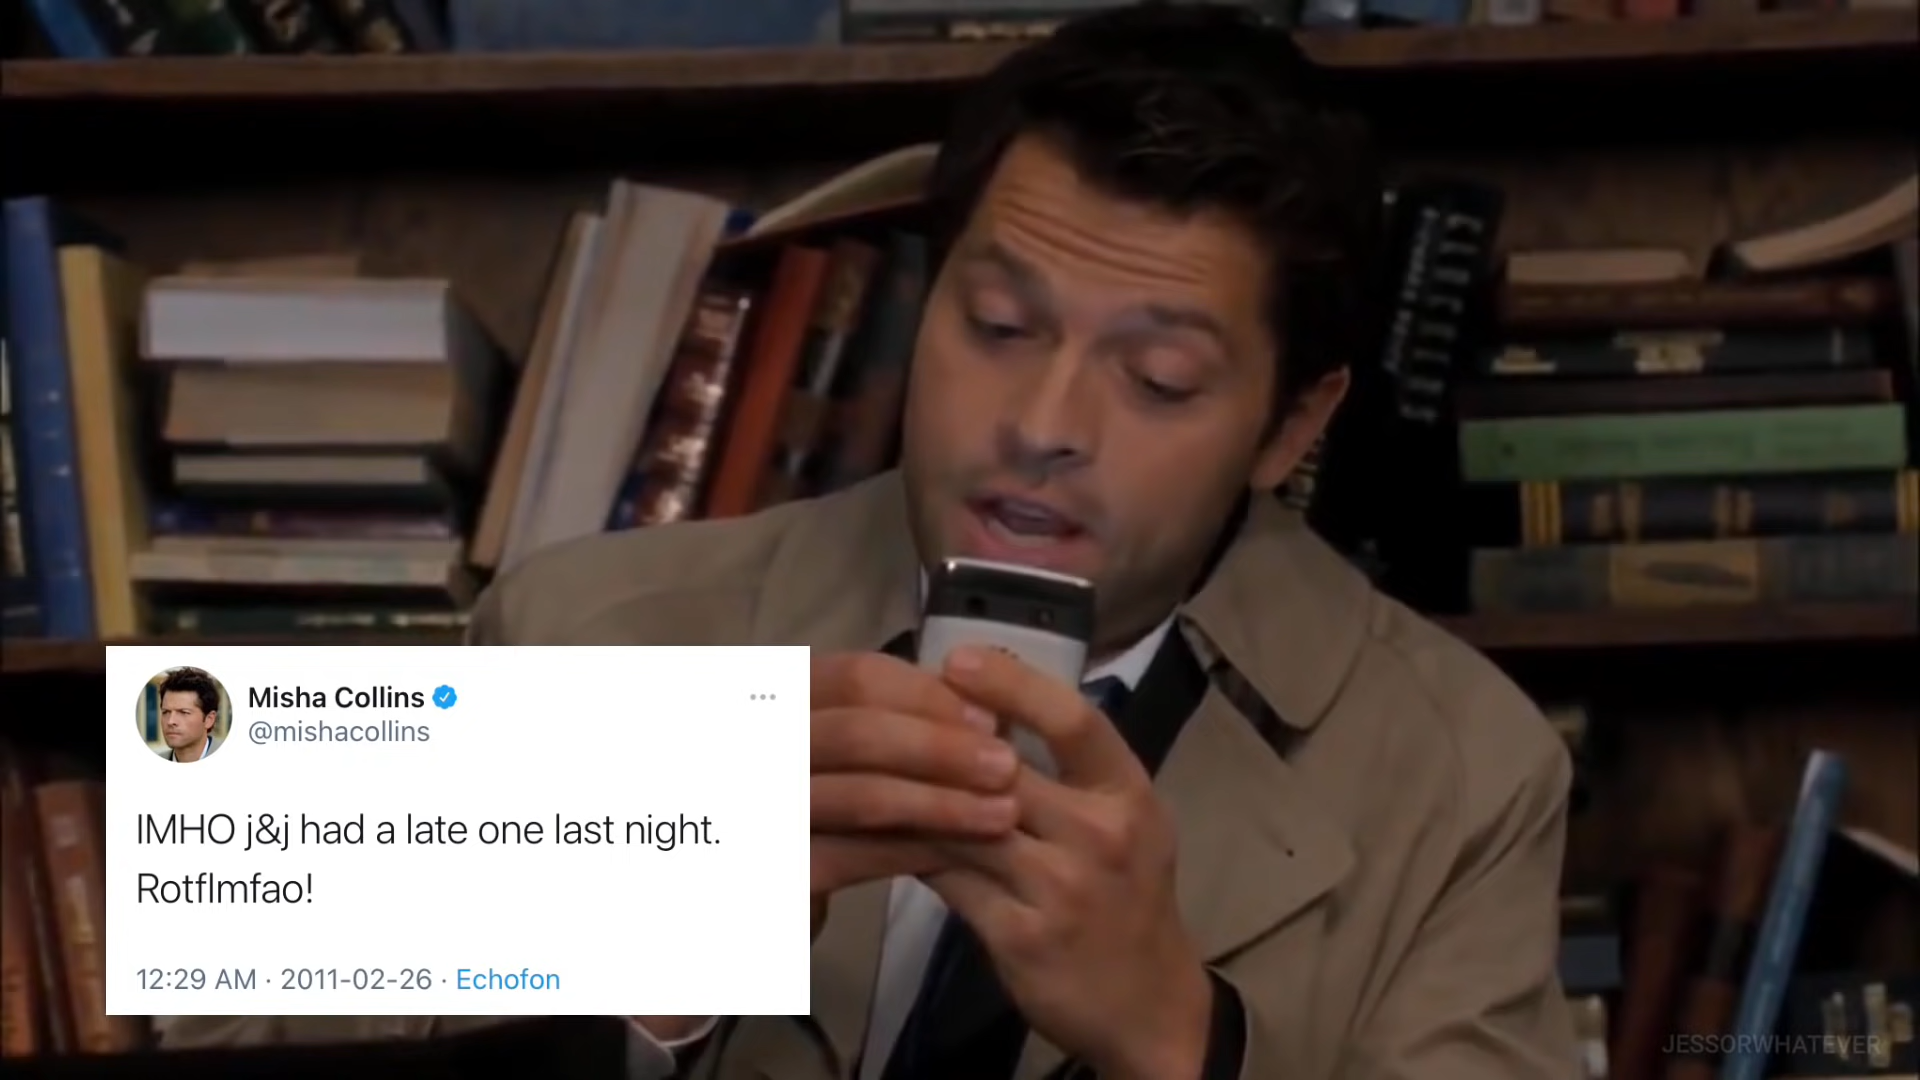 Misha Collins
@mishacollins
IMHO j&j had a late one last night.
Rotflmfao!
12:29 AM · 2011-02-26 · Echofon
JESSORWHATEVER